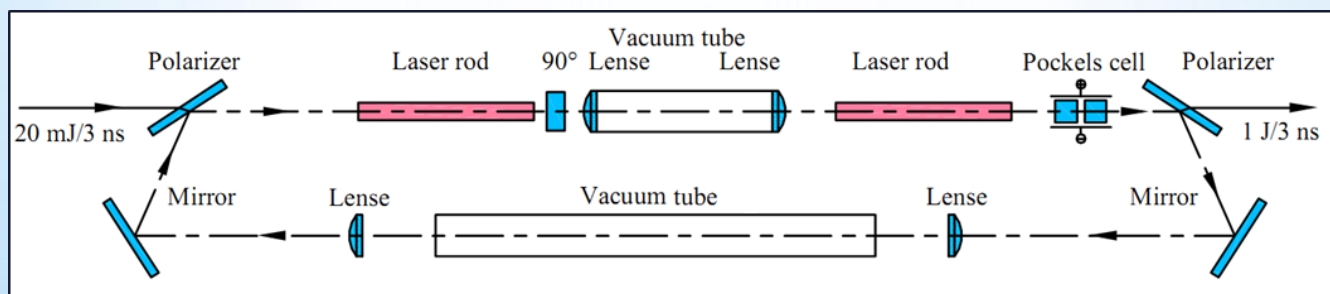 Vacuum tube
Polarizer Laser rod 90° Lense Lense Laser rod Pockels cell Polarizer
20 mJ/3 ns 1 J/3 ns
Mirror Lense Vacuum tube Lense Mirror